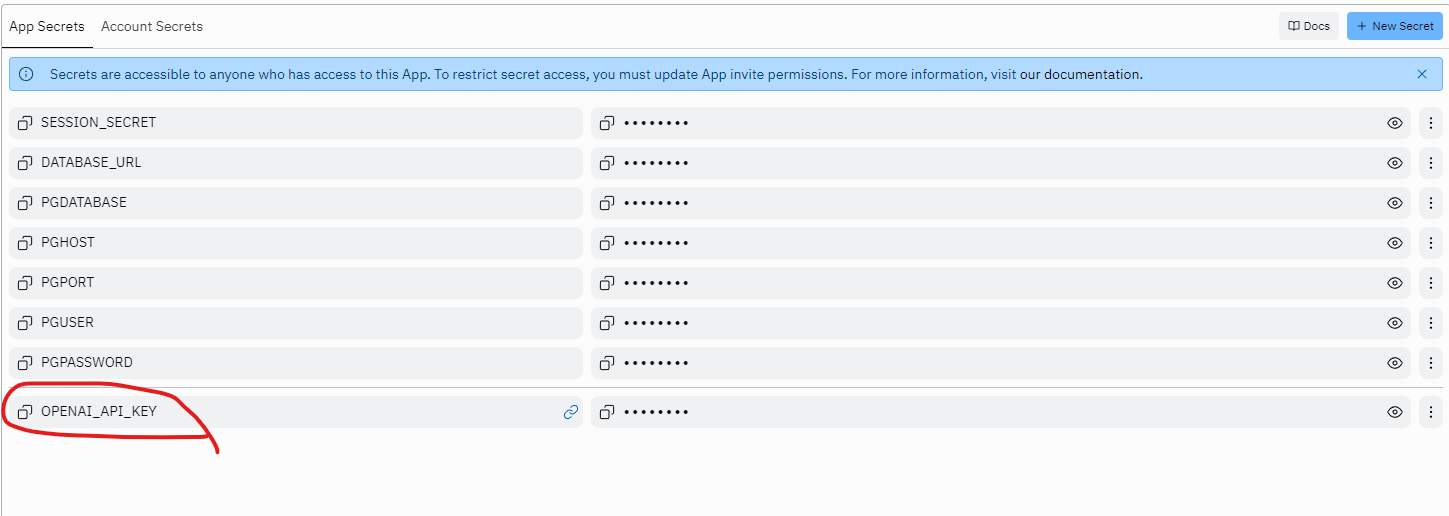 App Secrets Account Secrets Docs + New Secret
Secrets are accessible to anyone who has access to this App. To restrict secret access, you must update App invite permissions. For more information, visit our documentation.
SESSION_SECRET ••••••••
DATABASE_URL ••••••••
PGDATABASE ••••••••
PGHOST ••••••••
PGPORT ••••••••
PGUSER ••••••••
PGPASSWORD ••••••••
OPENAI_API_KEY ••••••••